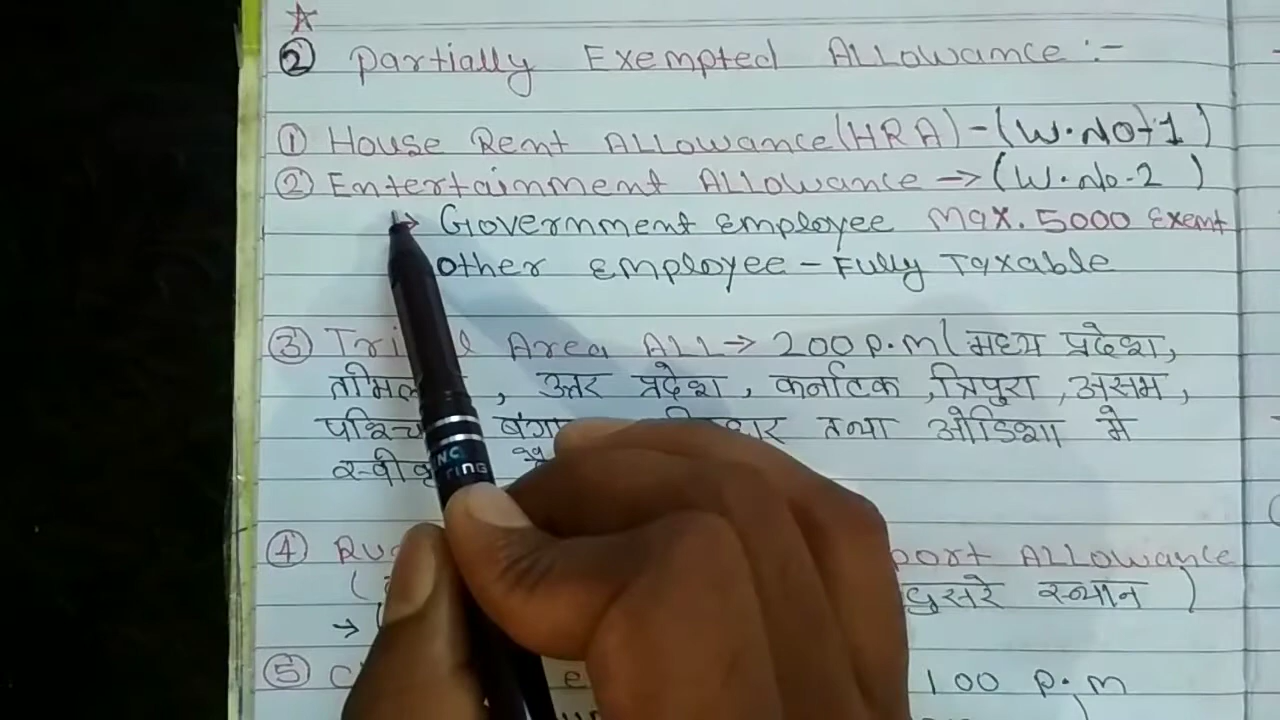 ② Partially Exempted Allowance :-
① House Rent Allowance (HRA) - (W.No-1)
② Entertainment Allowance → (W.No.2)
→ Government Employee Max. 5000 Exemt
other Employee - Fully Taxable
③ Area All → 200 P.m ( मध्य प्रदेश,
, उत्तर प्रदेश, कर्नाटक, त्रिपुरा, असम,
तथा ओडिशा मे
④ Allowance
( दुसरे स्थान )
→
⑤ 100 P.m